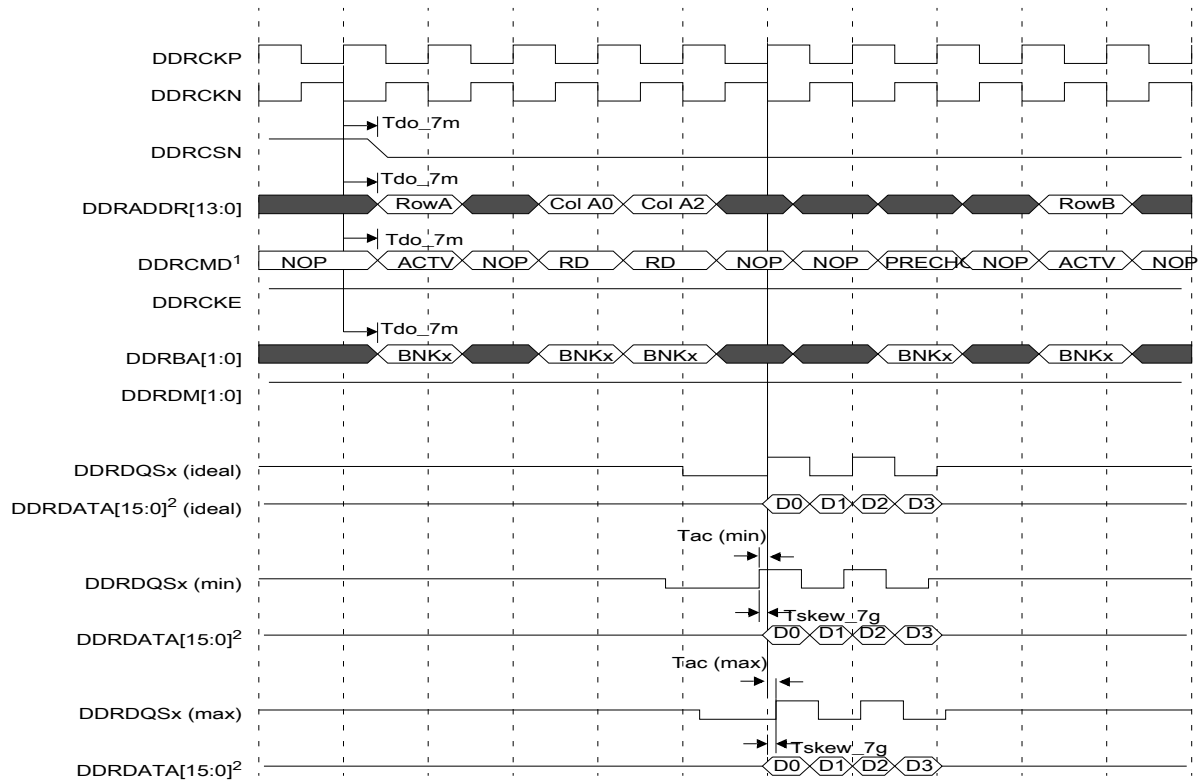 DDRCKP
DDRCKN
Tdo_7m
DDRCSN
Tdo_7m
DDRADDR[13:0] RowA Col A0 Col A2 RowB
Tdo_7m
DDRCMD¹ NOP ACTV NOP RD RD NOP NOP PRECHG NOP ACTV NOP
DDRCKE
Tdo_7m
DDRBA[1:0] BNKx BNKx BNKx BNKx BNKx
DDRDM[1:0]
DDRDQSx (ideal)
DDRDATA[15:0]² (ideal) D0 D1 D2 D3
Tac (min)
DDRDQSx (min)
Tskew_7g
DDRDATA[15:0]² D0 D1 D2 D3
Tac (max)
DDRDQSx (max)
Tskew_7g
DDRDATA[15:0]² D0 D1 D2 D3